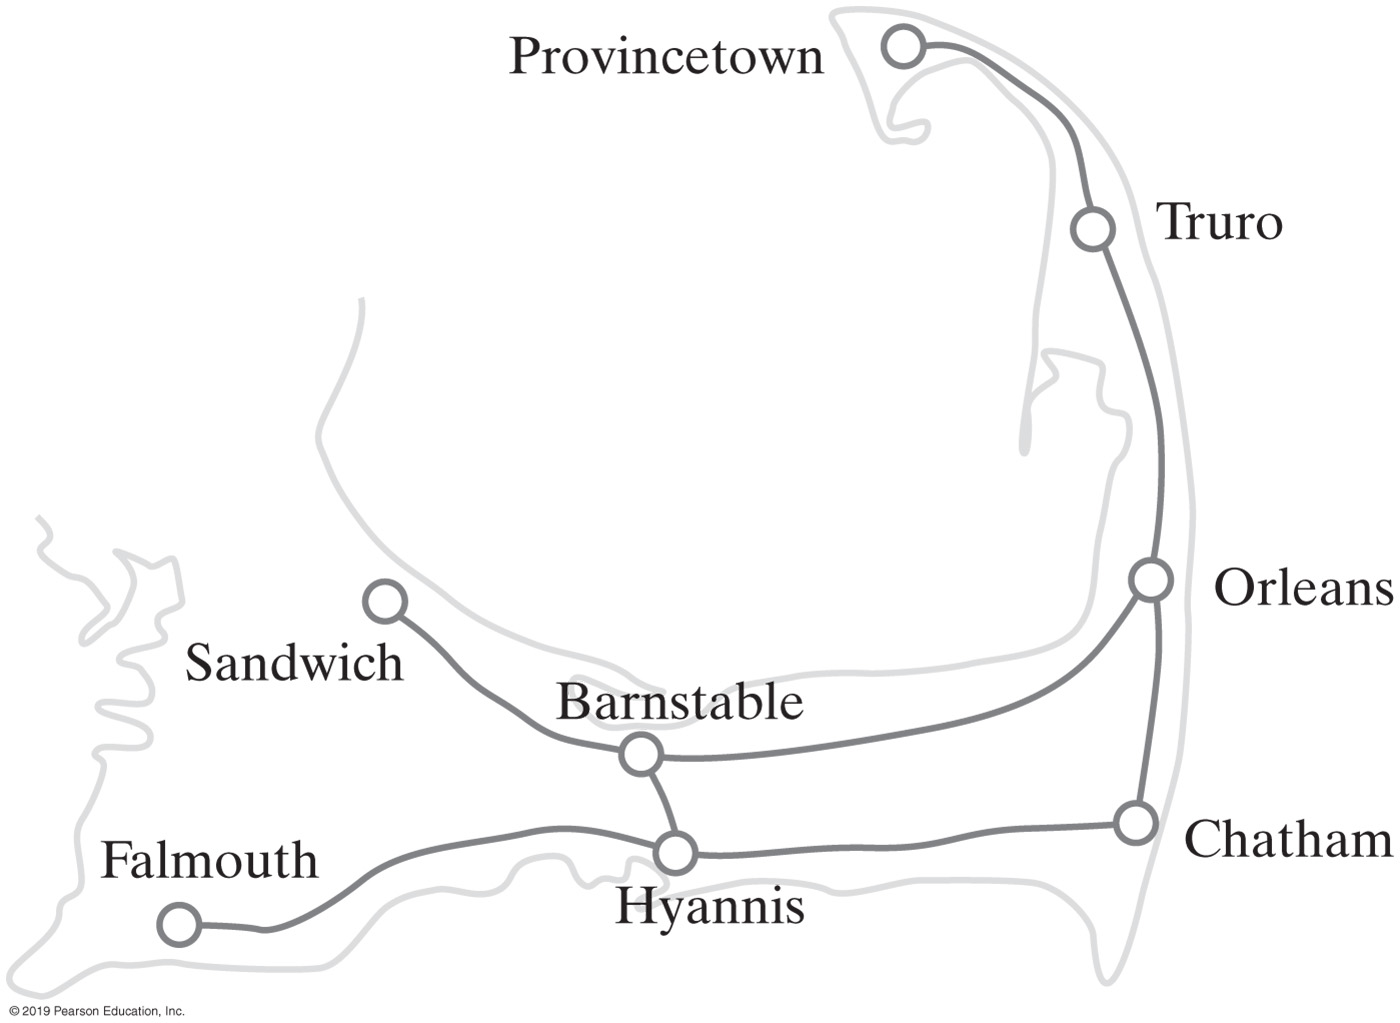 Provincetown
Truro
Orleans
Sandwich
Barnstable
Chatham
Falmouth
Hyannis
© 2019 Pearson Education, Inc.